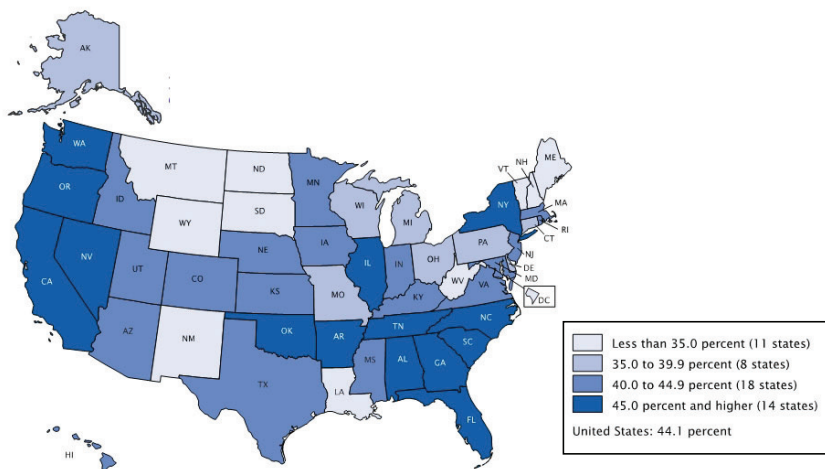 AK
WA
MT
ND
MN
ME
VT
NH
OR
ID
SD
WI
MI
NY
MA
WY
RI
CT
NV
NE
IA
PA
NJ
CA
UT
CO
IL
IN
OH
DE
MD
KS
MO
WV
VA
KY
DC
AZ
NM
OK
AR
TN
NC
SC
TX
MS
AL
GA
LA
FL
HI
Less than 35.0 percent (11 states)
35.0 to 39.9 percent (8 states)
40.0 to 44.9 percent (18 states)
45.0 percent and higher (14 states)
United States: 44.1 percent